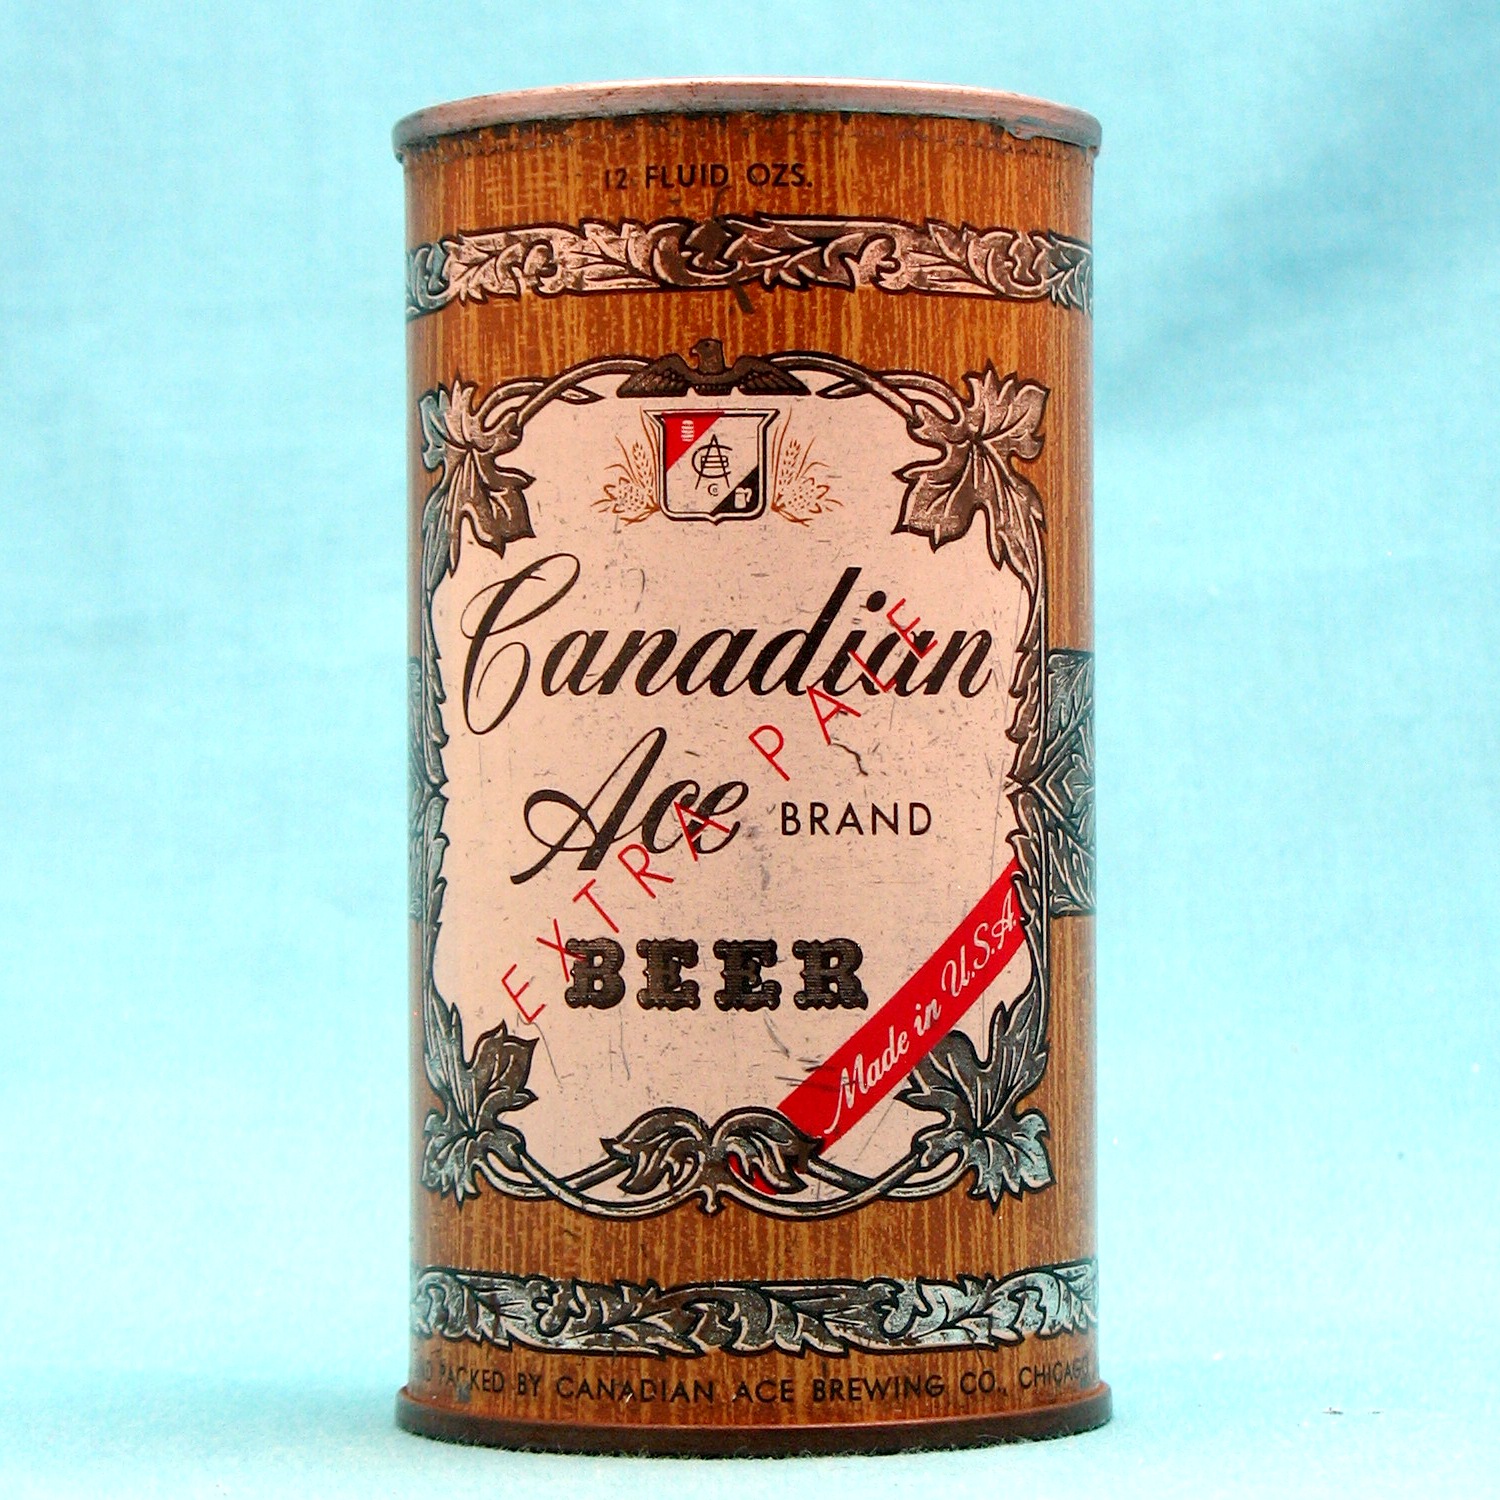 12 FLUID OZS.
Canadian
Ace BRAND
EXTRA PALE
BEER
Made in U.S.A.
PACKED BY CANADIAN ACE BREWING CO., CHICAGO